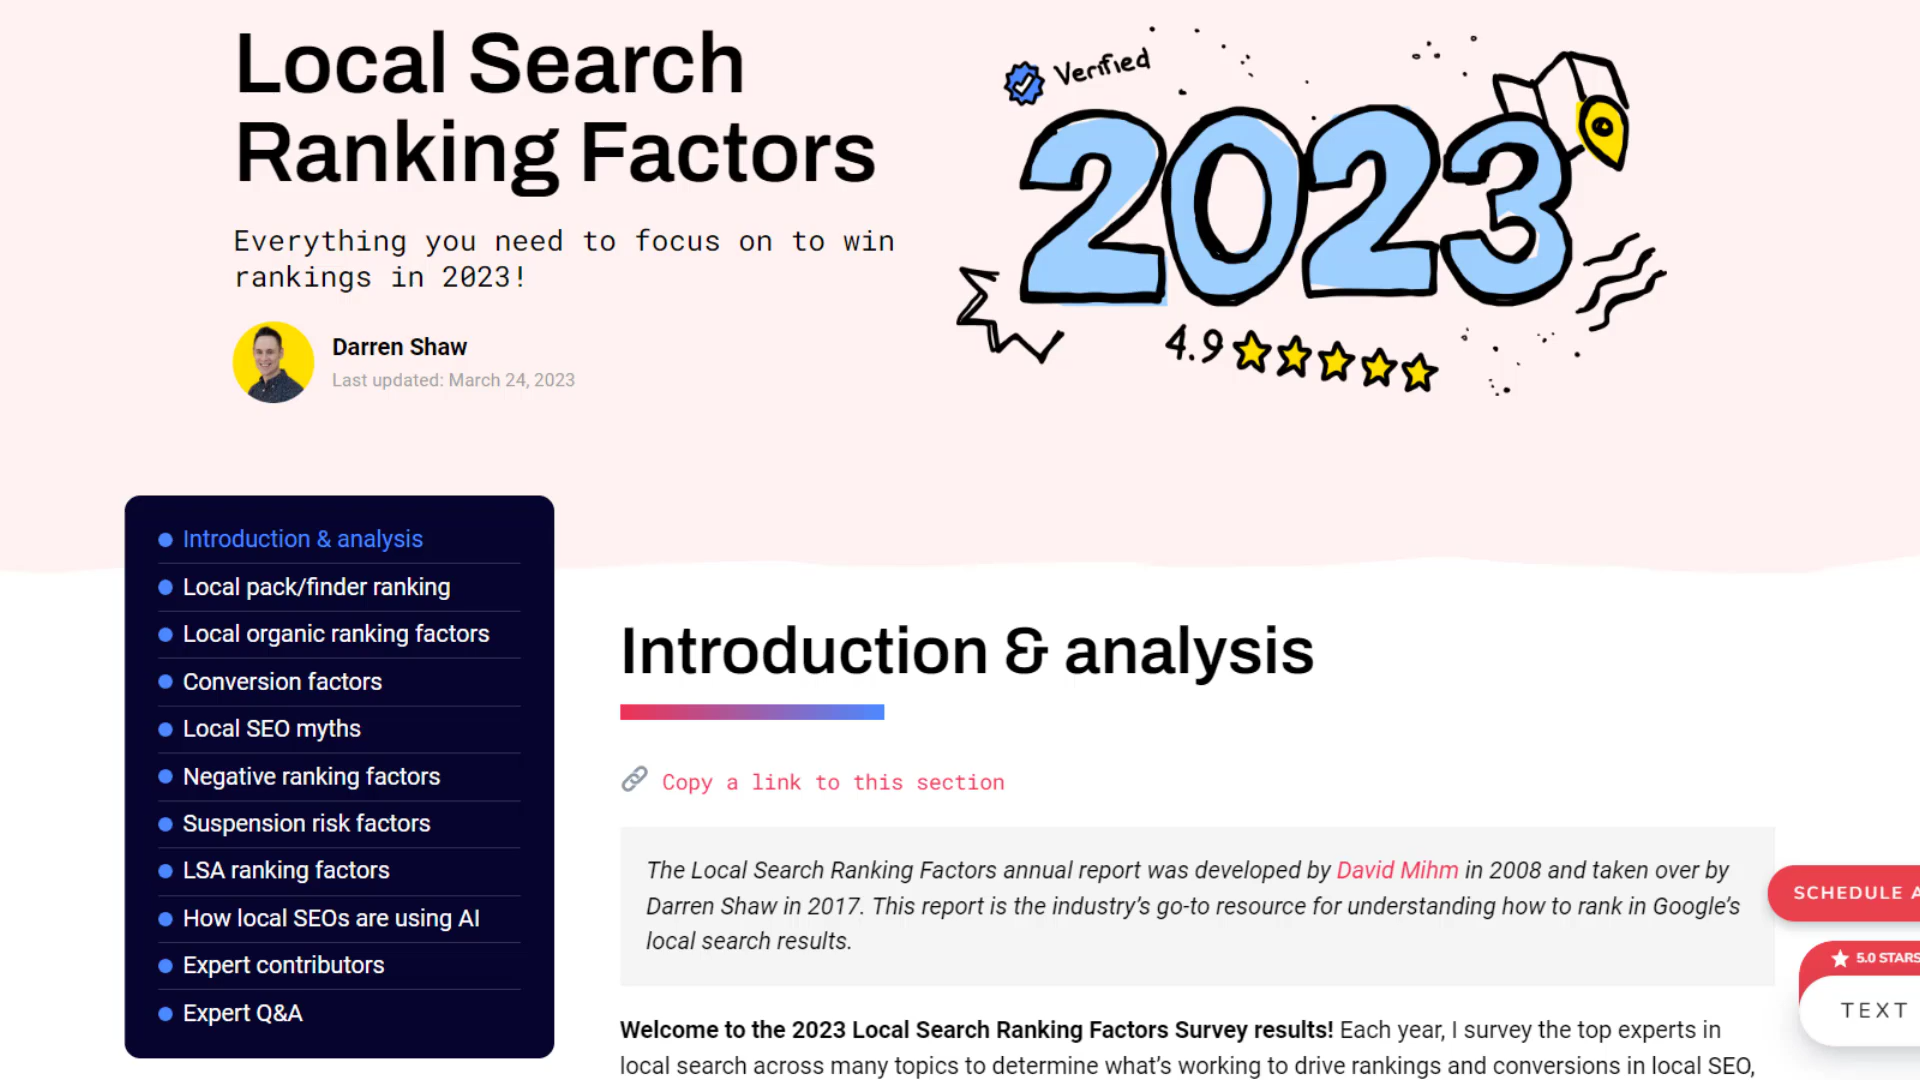 Local Search
Ranking Factors
Everything you need to focus on to win
rankings in 2023!
Darren Shaw
Last updated: March 24, 2023
Verified
2023
4.9
Introduction & analysis
Local pack/finder ranking
Local organic ranking factors
Conversion factors
Local SEO myths
Negative ranking factors
Suspension risk factors
LSA ranking factors
How local SEOs are using AI
Expert contributors
Expert Q&A
Introduction & analysis
Copy a link to this section
The Local Search Ranking Factors annual report was developed by David Mihm in 2008 and taken over by
Darren Shaw in 2017. This report is the industry’s go-to resource for understanding how to rank in Google’s
local search results.
Welcome to the 2023 Local Search Ranking Factors Survey results! Each year, I survey the top experts in
local search across many topics to determine what’s working to drive rankings and conversions in local SEO,
SCHEDULE A
5.0 STARS
TEXT